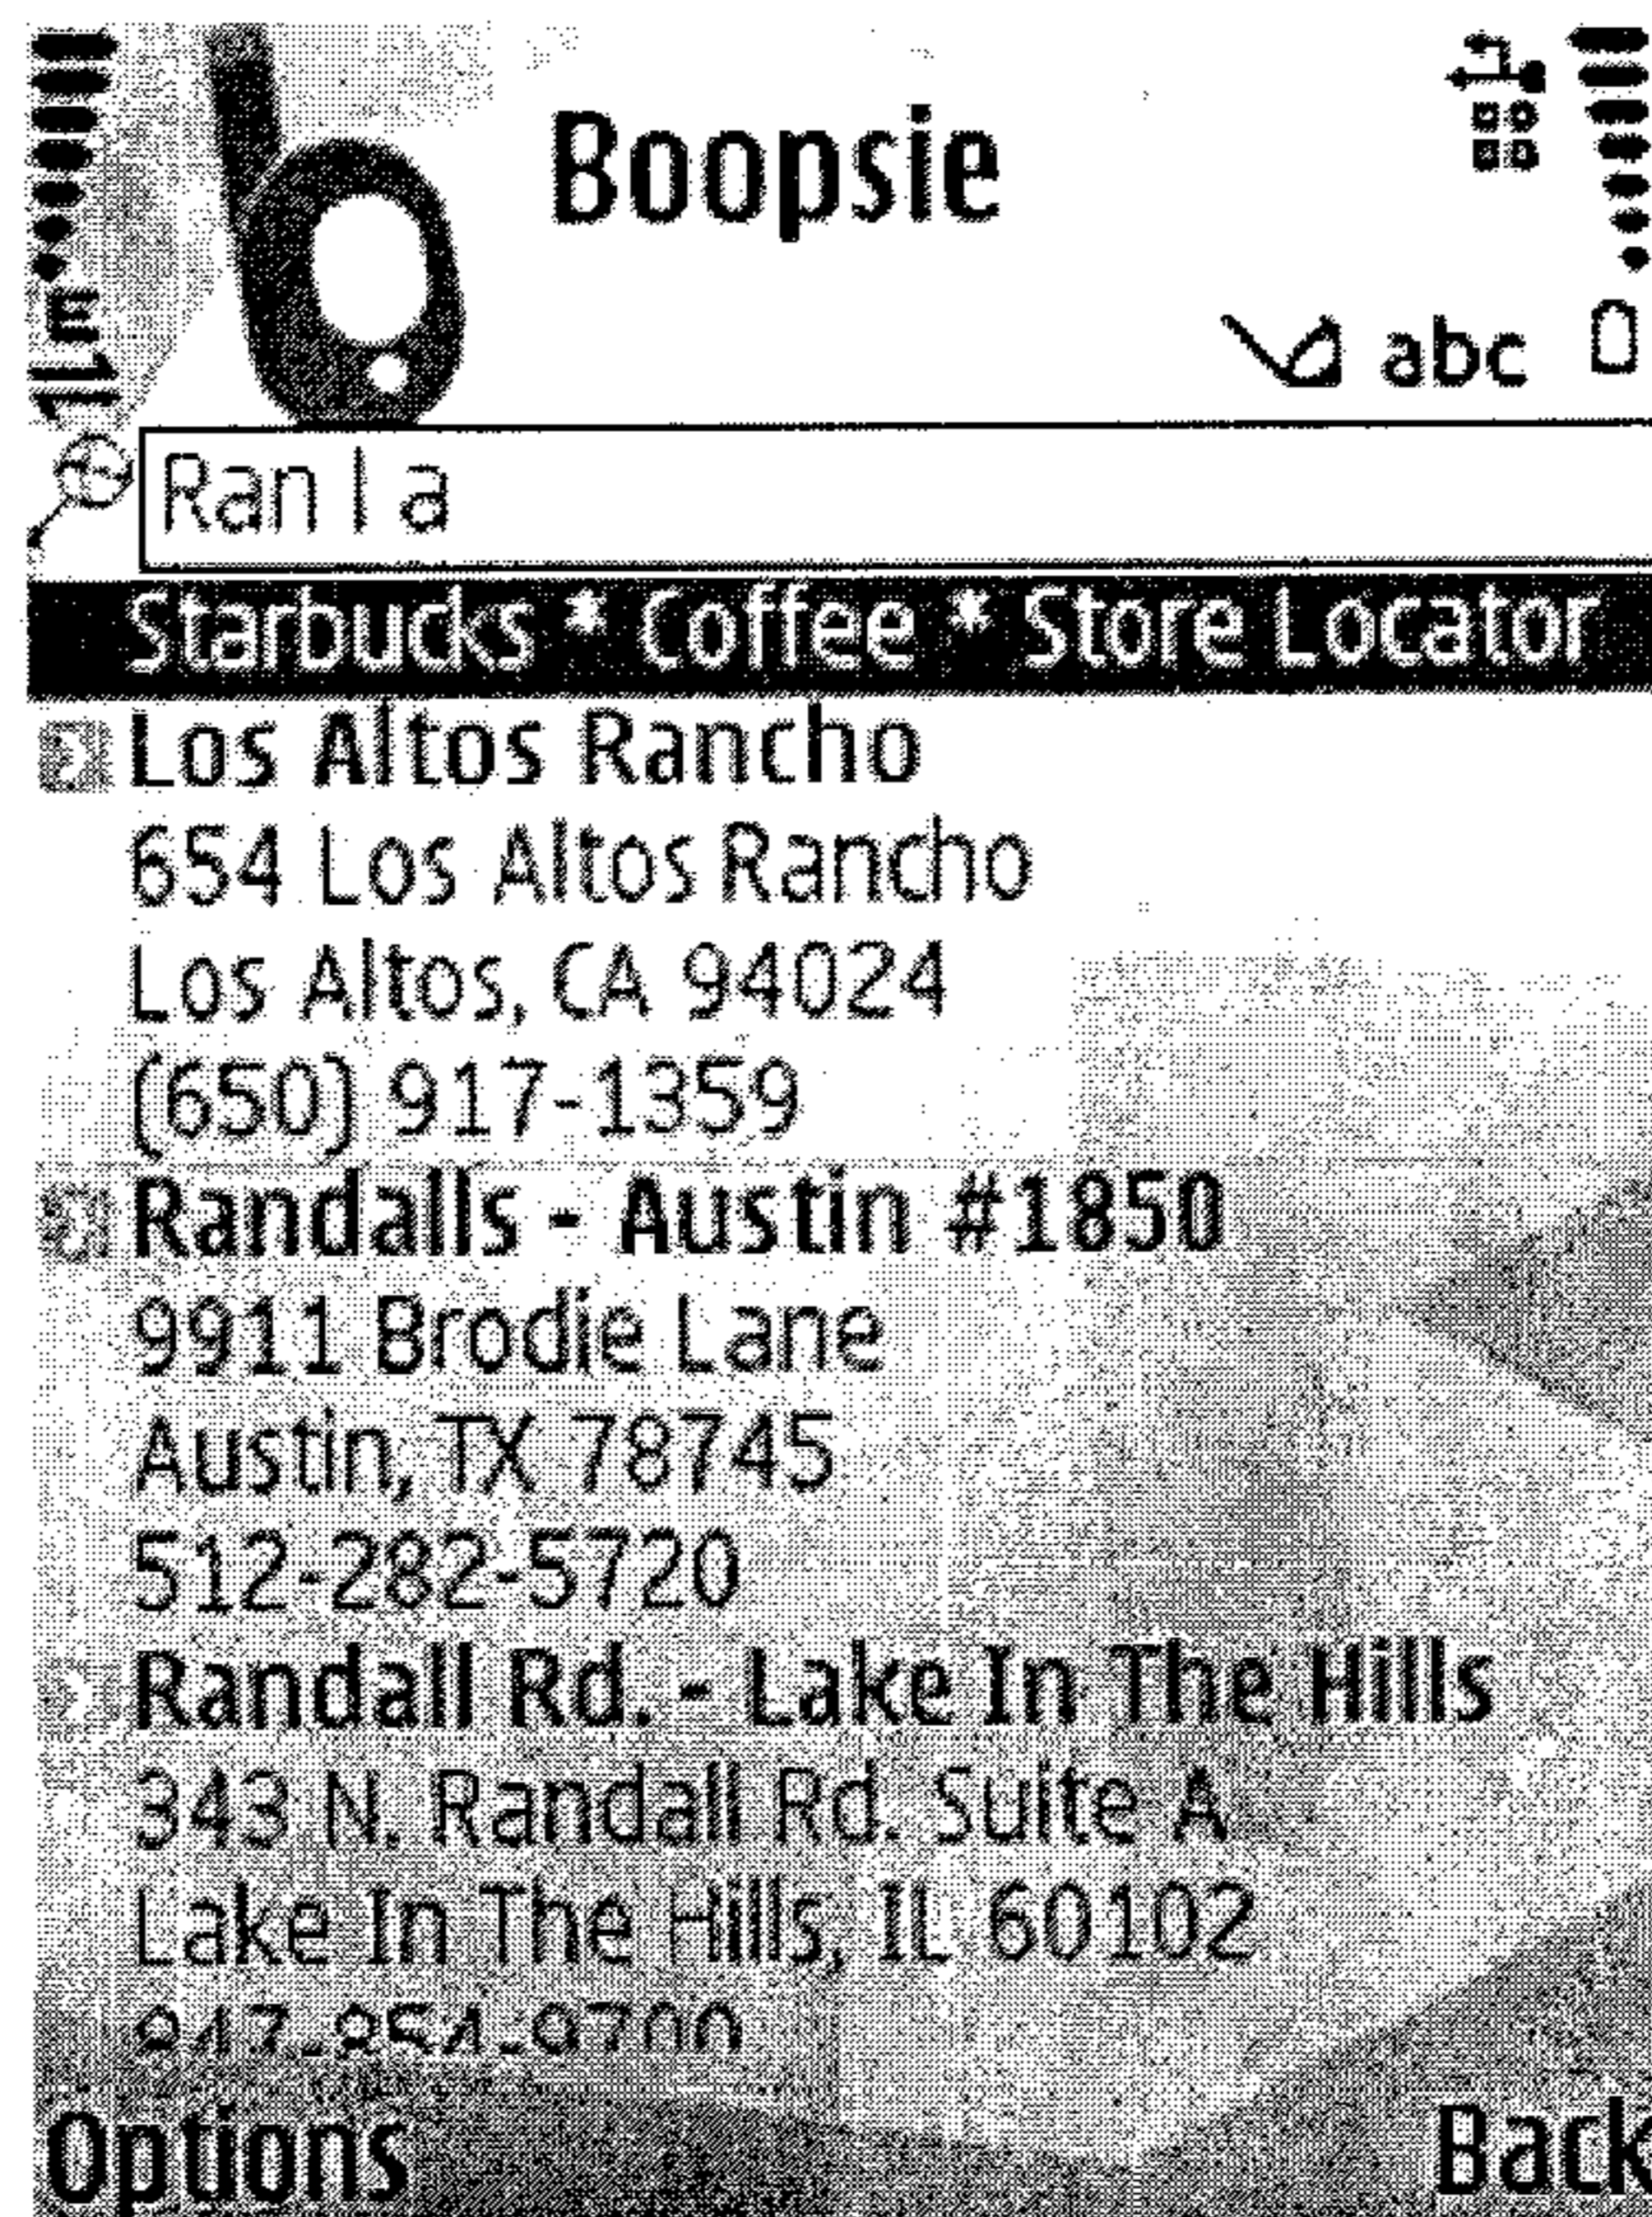 Boopsie
abc
Ran l a
Starbucks * Coffee * Store Locator
Los Altos Rancho
654 Los Altos Rancho
Los Altos, CA 94024
(650) 917-1359
Randalls - Austin #1850
9911 Brodie Lane
Austin, TX 78745
512-282-5720
Randall Rd. - Lake In The Hills
343 N. Randall Rd. Suite A
Lake In The Hills, IL 60102
Options
Back